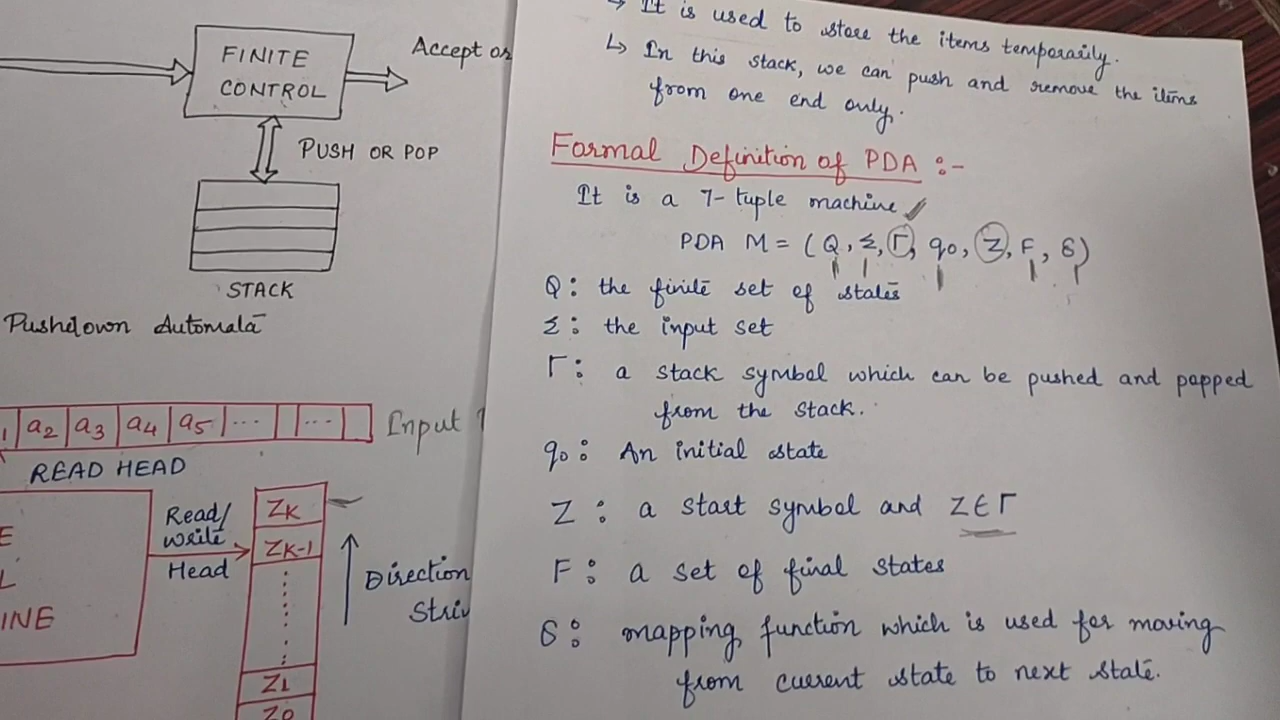 FINITE
CONTROL
Accept or
PUSH OR POP
STACK
Pushdown Automata
a2 a3 a4 a5 ... ...
Input
READ HEAD
Read/
write
Head
ZK
ZK-1
Z1
Z0
Direction
INE
→ It is used to store the items temporarily.
↳ In this stack, we can push and remove the items
from one end only.
Formal Definition of PDA :-
It is a 7-tuple machine
PDA M = (Q, Σ, Γ, q0, Z, F, δ)
Q : the finite set of states
Σ : the input set
Γ : a stack symbol which can be pushed and popped
from the stack.
q0 : An initial state
Z : a start symbol and Z ∈ Γ
F : a set of final states
δ : mapping function which is used for moving
from current state to next state.